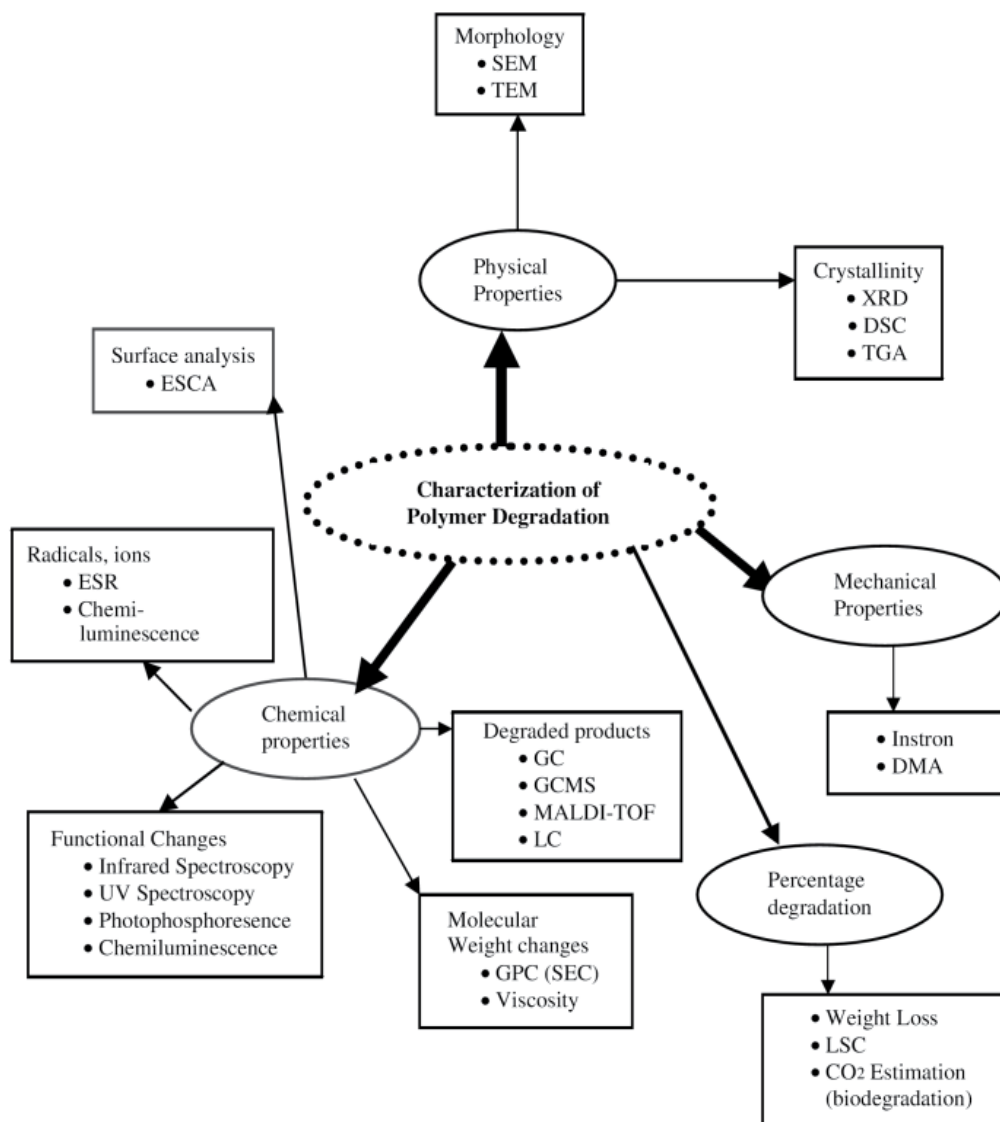 Morphology
• SEM
• TEM
Physical
Properties
Crystallinity
• XRD
• DSC
• TGA
Surface analysis
• ESCA
Characterization of
Polymer Degradation
Radicals, ions
• ESR
• Chemi-
luminescence
Mechanical
Properties
Chemical
properties
Degraded products
• GC
• GCMS
• MALDI-TOF
• LC
• Instron
• DMA
Functional Changes
• Infrared Spectroscopy
• UV Spectroscopy
• Photophosphoresence
• Chemiluminescence
Percentage
degradation
Molecular
Weight changes
• GPC (SEC)
• Viscosity
• Weight Loss
• LSC
• CO2 Estimation
(biodegradation)